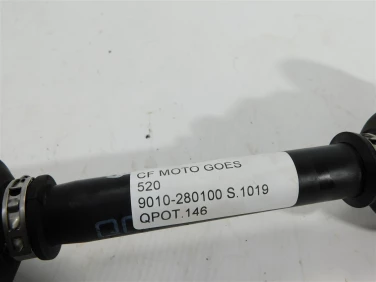 CF MOTO GOES
520
9010-280100 S.1019
QPOT.146